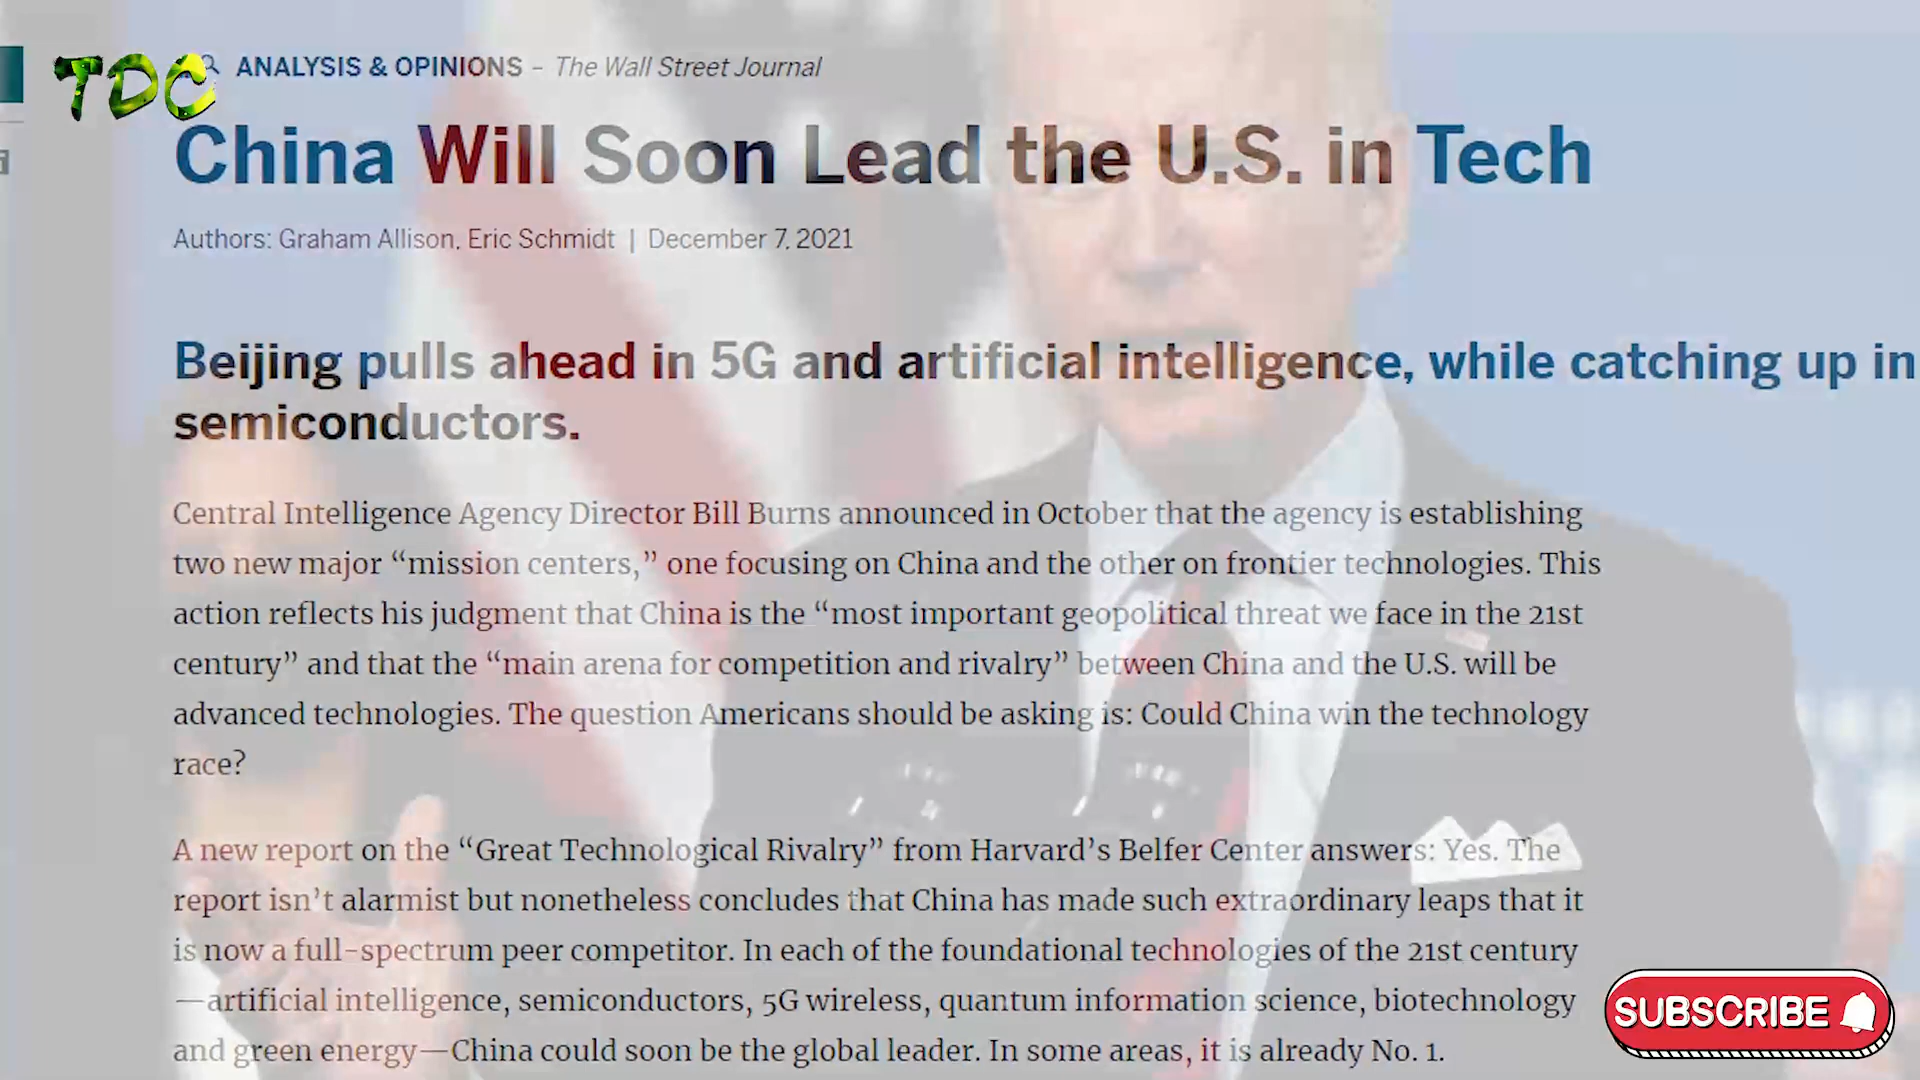 TDC
ANALYSIS & OPINIONS - The Wall Street Journal
China Will Soon Lead the U.S. in Tech
Authors: Graham Allison, Eric Schmidt | December 7, 2021
Beijing pulls ahead in 5G and artificial intelligence, while catching up in
semiconductors.
Central Intelligence Agency Director Bill Burns announced in October that the agency is establishing
two new major “mission centers,” one focusing on China and the other on frontier technologies. This
action reflects his judgment that China is the “most important geopolitical threat we face in the 21st
century” and that the “main arena for competition and rivalry” between China and the U.S. will be
advanced technologies. The question Americans should be asking is: Could China win the technology
race?
A new report on the “Great Technological Rivalry” from Harvard’s Belfer Center answers: Yes. The
report isn’t alarmist but nonetheless concludes that China has made such extraordinary leaps that it
is now a full-spectrum peer competitor. In each of the foundational technologies of the 21st century
—artificial intelligence, semiconductors, 5G wireless, quantum information science, biotechnology
and green energy—China could soon be the global leader. In some areas, it is already No. 1.
SUBSCRIBE